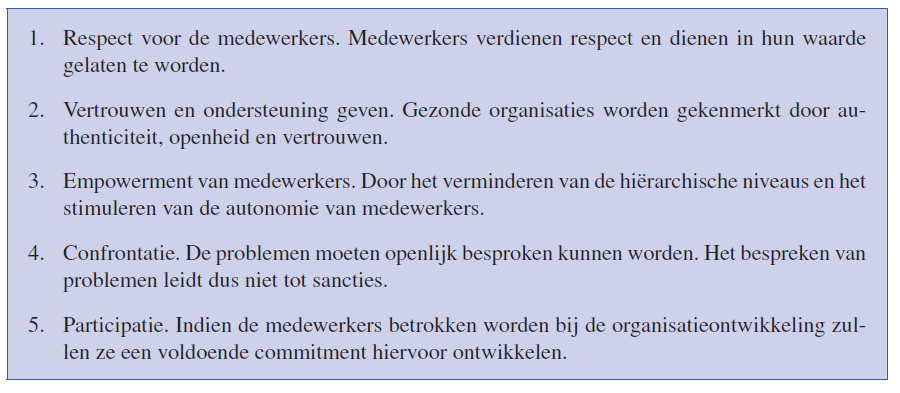 1. Respect voor de medewerkers. Medewerkers verdienen respect en dienen in hun waarde
gelaten te worden.
2. Vertrouwen en ondersteuning geven. Gezonde organisaties worden gekenmerkt door au-
thenticiteit, openheid en vertrouwen.
3. Empowerment van medewerkers. Door het verminderen van de hiërarchische niveaus en het
stimuleren van de autonomie van medewerkers.
4. Confrontatie. De problemen moeten openlijk besproken kunnen worden. Het bespreken van
problemen leidt dus niet tot sancties.
5. Participatie. Indien de medewerkers betrokken worden bij de organisatieontwikkeling zul-
len ze een voldoende commitment hiervoor ontwikkelen.